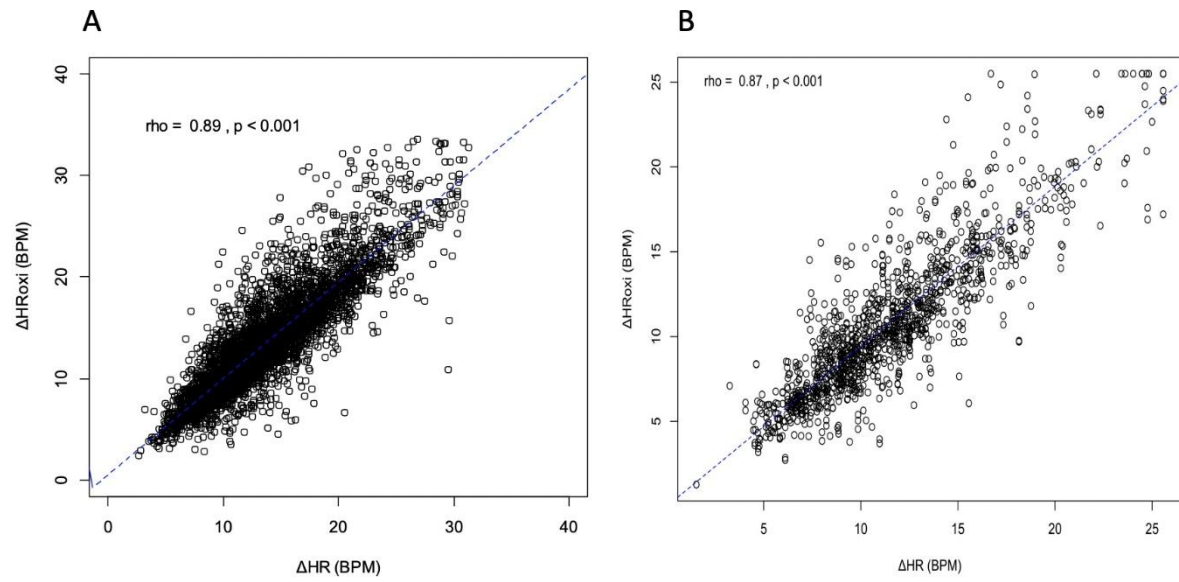 A
rho = 0.89 , p < 0.001
ΔHRoxi (BPM)
40
30
20
10
0
0 10 20 30 40
ΔHR (BPM)
B
rho = 0.87 , p < 0.001
ΔHRoxi (BPM)
25
20
15
10
5
5 10 15 20 25
ΔHR (BPM)